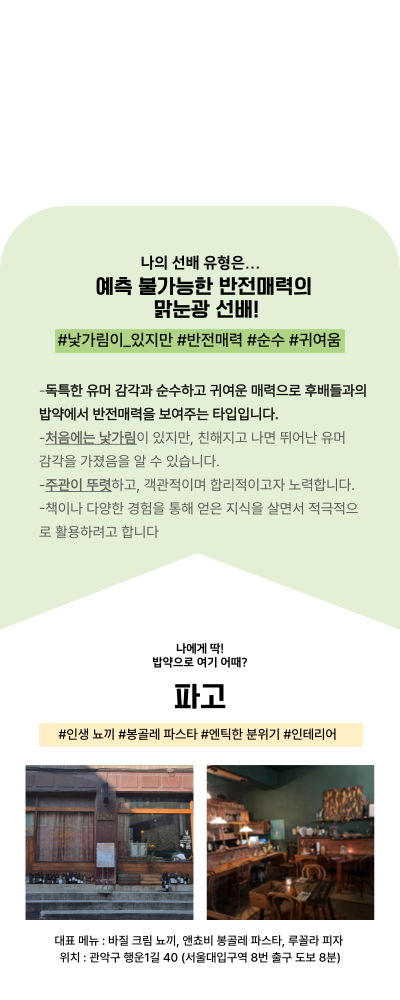 나의 선배 유형은...
예측 불가능한 반전매력의
맑눈광 선배!
#낯가림이_있지만 #반전매력 #순수 #귀여움
-독특한 유머 감각과 순수하고 귀여운 매력으로 후배들과의
밥약에서 반전매력을 보여주는 타입입니다.
-처음에는 낯가림이 있지만, 친해지고 나면 뛰어난 유머
감각을 가졌음을 알 수 있습니다.
-주관이 뚜렷하고, 객관적이며 합리적이고자 노력합니다.
-책이나 다양한 경험을 통해 얻은 지식을 살면서 적극적으
로 활용하려고 합니다
나에게 딱!
밥약으로 여기 어때?
파고
#인생 뇨끼 #봉골레 파스타 #엔틱한 분위기 #인테리어
대표 메뉴 : 바질 크림 뇨끼, 앤쵸비 봉골레 파스타, 루꼴라 피자
위치 : 관악구 행운1길 40 (서울대입구역 8번 출구 도보 8분)